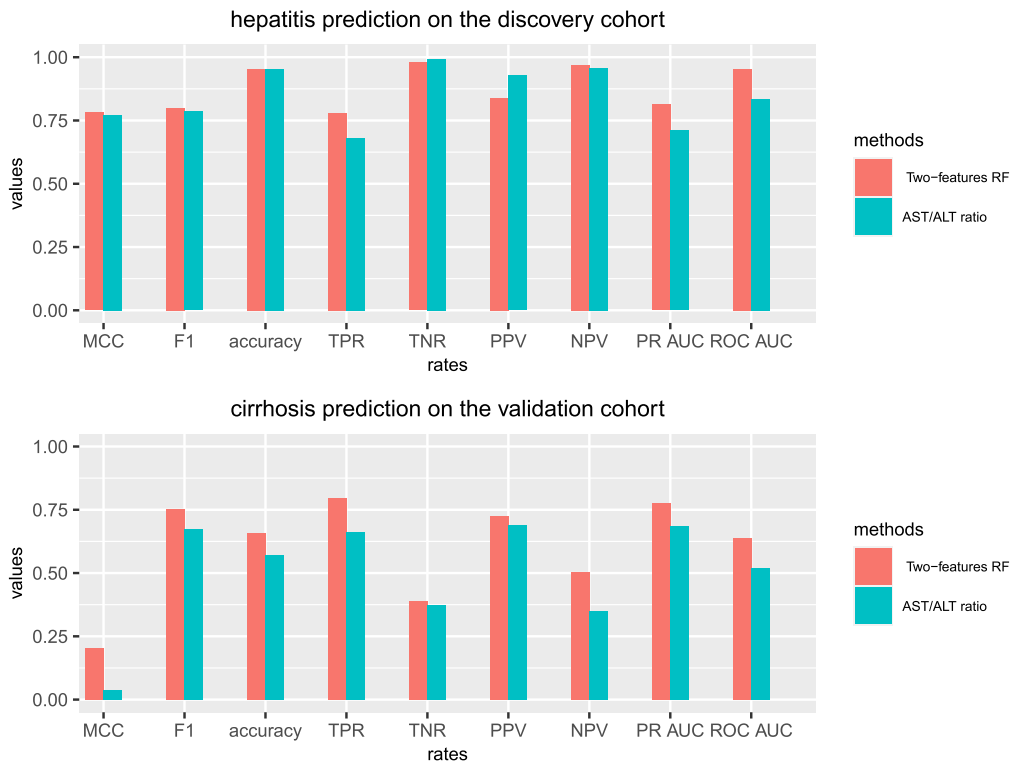 hepatitis prediction on the discovery cohort
1.00
0.75
0.50
0.25
0.00
values
MCC F1 accuracy TPR TNR PPV NPV PR AUC ROC AUC
rates
methods
Two−features RF
AST/ALT ratio
cirrhosis prediction on the validation cohort
1.00
0.75
0.50
0.25
0.00
values
MCC F1 accuracy TPR TNR PPV NPV PR AUC ROC AUC
rates
methods
Two−features RF
AST/ALT ratio